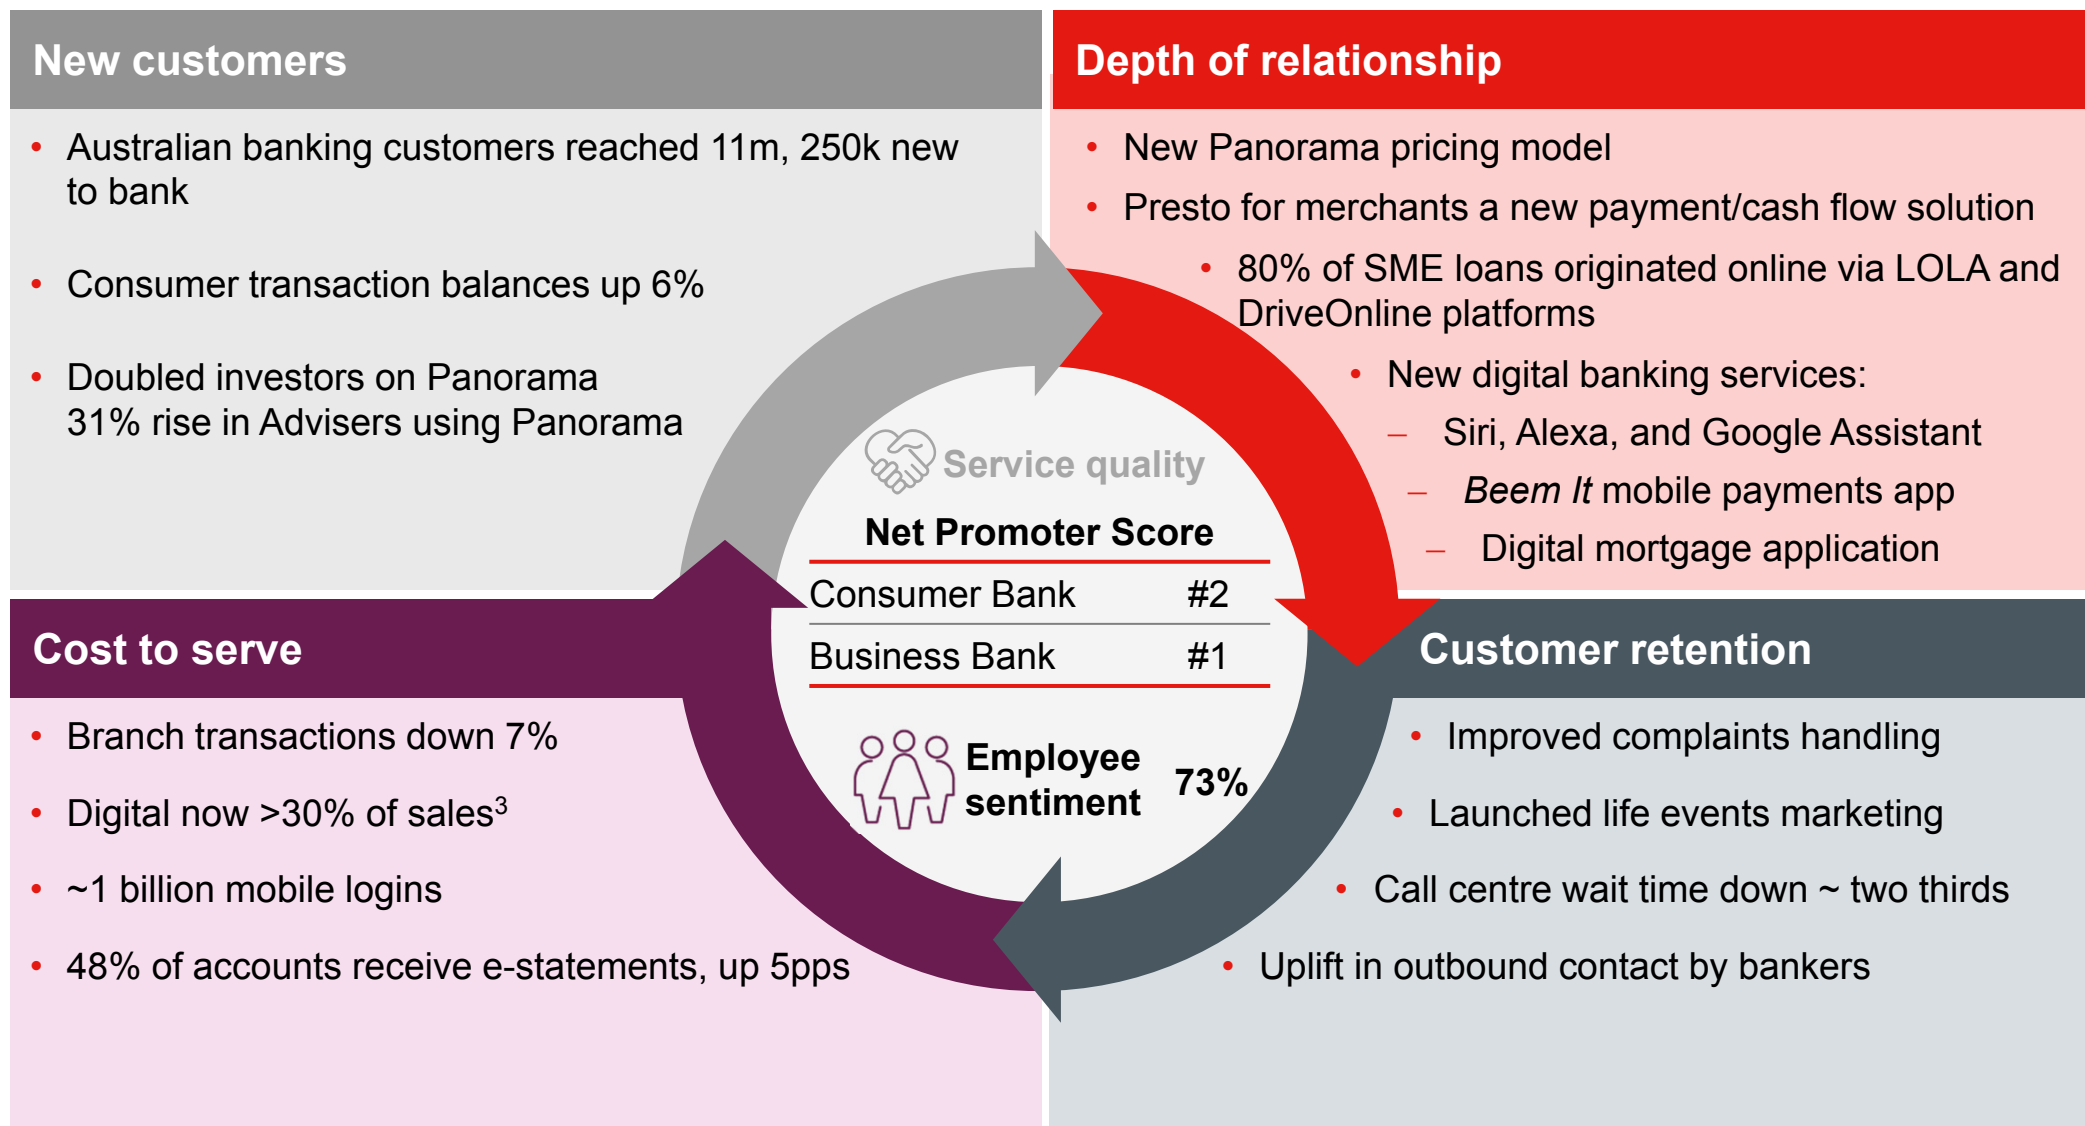 New customers
• Australian banking customers reached 11m, 250k new
to bank
• Consumer transaction balances up 6%
• Doubled investors on Panorama
31% rise in Advisers using Panorama
Depth of relationship
• New Panorama pricing model
• Presto for merchants a new payment/cash flow solution
• 80% of SME loans originated online via LOLA and
DriveOnline platforms
• New digital banking services:
– Siri, Alexa, and Google Assistant
– Beem It mobile payments app
– Digital mortgage application
Service quality
Net Promoter Score
Consumer Bank #2
Business Bank #1
Employee
sentiment 73%
Cost to serve
• Branch transactions down 7%
• Digital now >30% of sales³
• ~1 billion mobile logins
• 48% of accounts receive e-statements, up 5pps
Customer retention
• Improved complaints handling
• Launched life events marketing
• Call centre wait time down ~ two thirds
• Uplift in outbound contact by bankers